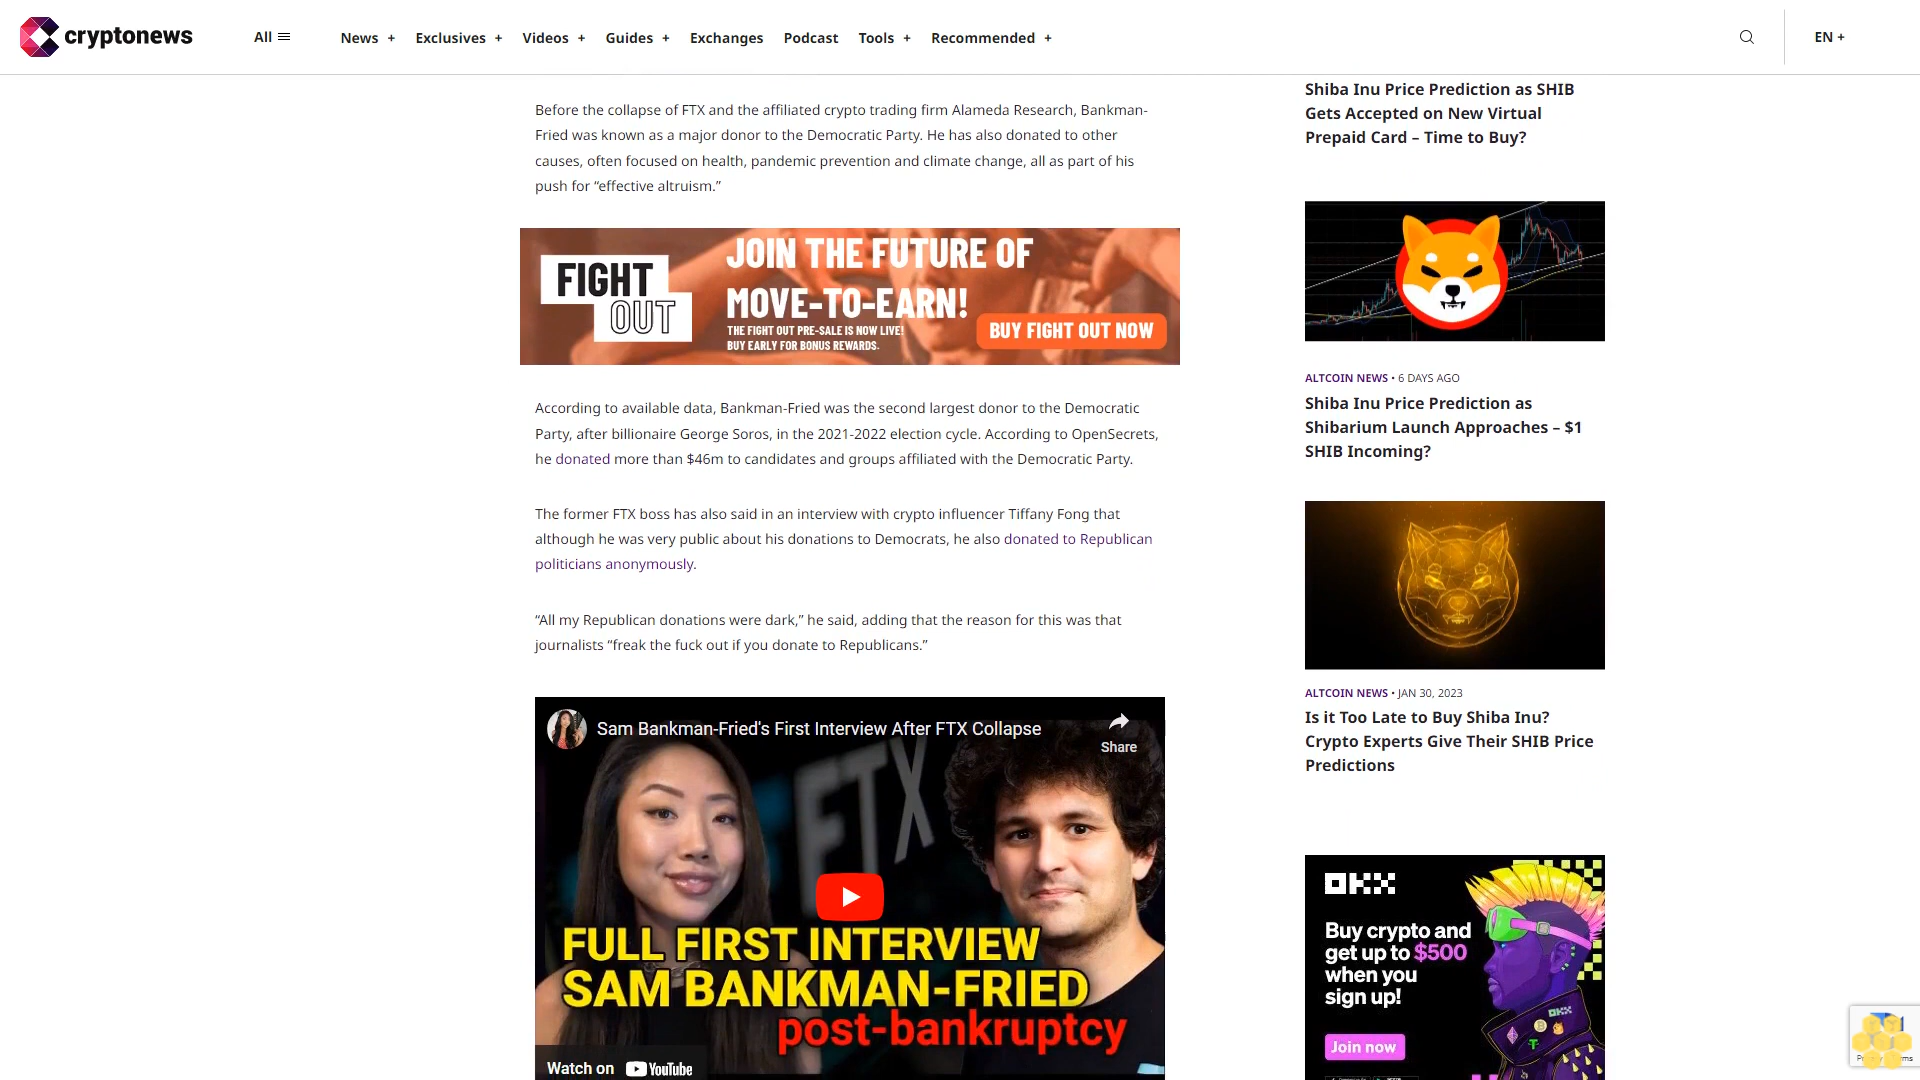 cryptonews
All
News +
Exclusives +
Videos +
Guides +
Exchanges
Podcast
Tools +
Recommended +
EN +
Before the collapse of FTX and the affiliated crypto trading firm Alameda Research, Bankman-
Fried was known as a major donor to the Democratic Party. He has also donated to other
causes, often focused on health, pandemic prevention and climate change, all as part of his
push for “effective altruism.”
FIGHT
OUT
JOIN THE FUTURE OF
MOVE-TO-EARN!
THE FIGHT OUT PRE-SALE IS NOW LIVE!
BUY EARLY FOR BONUS REWARDS.
BUY FIGHT OUT NOW
According to available data, Bankman-Fried was the second largest donor to the Democratic
Party, after billionaire George Soros, in the 2021-2022 election cycle. According to OpenSecrets,
he donated more than $46m to candidates and groups affiliated with the Democratic Party.
The former FTX boss has also said in an interview with crypto influencer Tiffany Fong that
although he was very public about his donations to Democrats, he also donated to Republican
politicians anonymously.
“All my Republican donations were dark,” he said, adding that the reason for this was that
journalists “freak the fuck out if you donate to Republicans.”
Sam Bankman-Fried's First Interview After FTX Collapse
Share
FTX
FULL FIRST INTERVIEW
SAM BANKMAN-FRIED
post-bankruptcy
Watch on YouTube
Shiba Inu Price Prediction as SHIB
Gets Accepted on New Virtual
Prepaid Card – Time to Buy?
ALTCOIN NEWS • 6 DAYS AGO
Shiba Inu Price Prediction as
Shibarium Launch Approaches – $1
SHIB Incoming?
ALTCOIN NEWS • JAN 30, 2023
Is it Too Late to Buy Shiba Inu?
Crypto Experts Give Their SHIB Price
Predictions
OKX
Buy crypto and
get up to $500
when you
sign up!
OKX
Join now